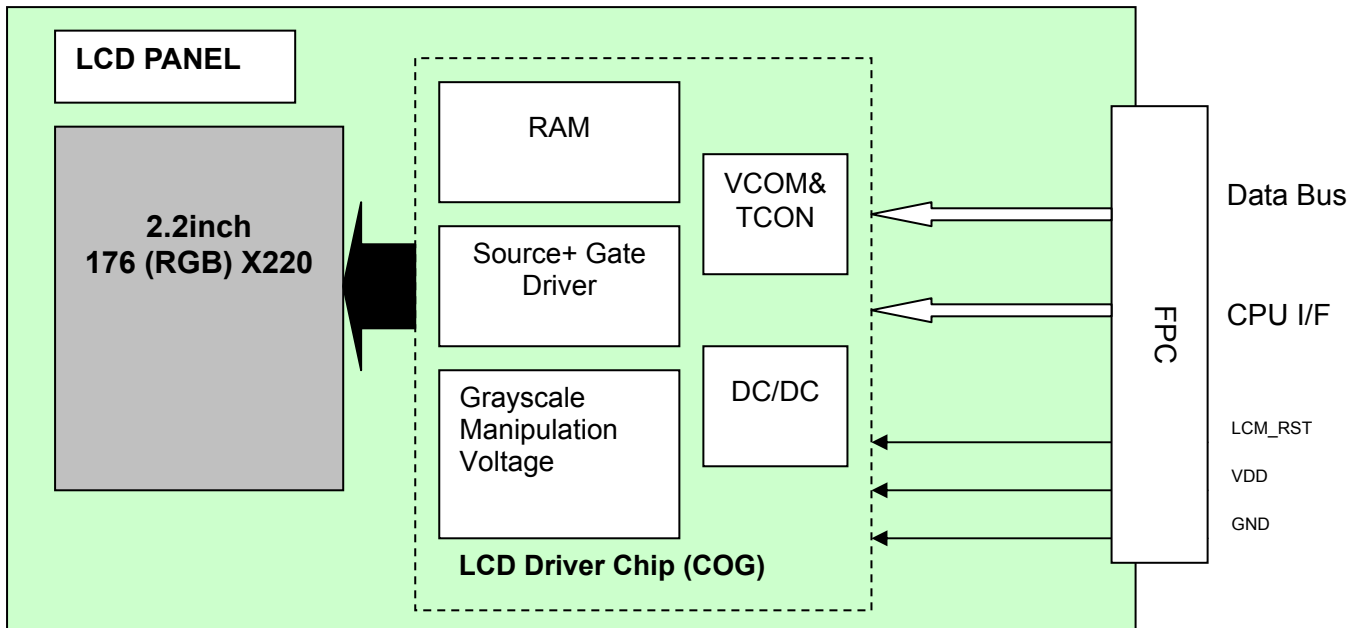 LCD PANEL
2.2inch
176 (RGB) X220
RAM
Source+ Gate
Driver
Grayscale
Manipulation
Voltage
VCOM&
TCON
DC/DC
LCD Driver Chip (COG)
FPC
Data Bus
CPU I/F
LCM_RST
VDD
GND